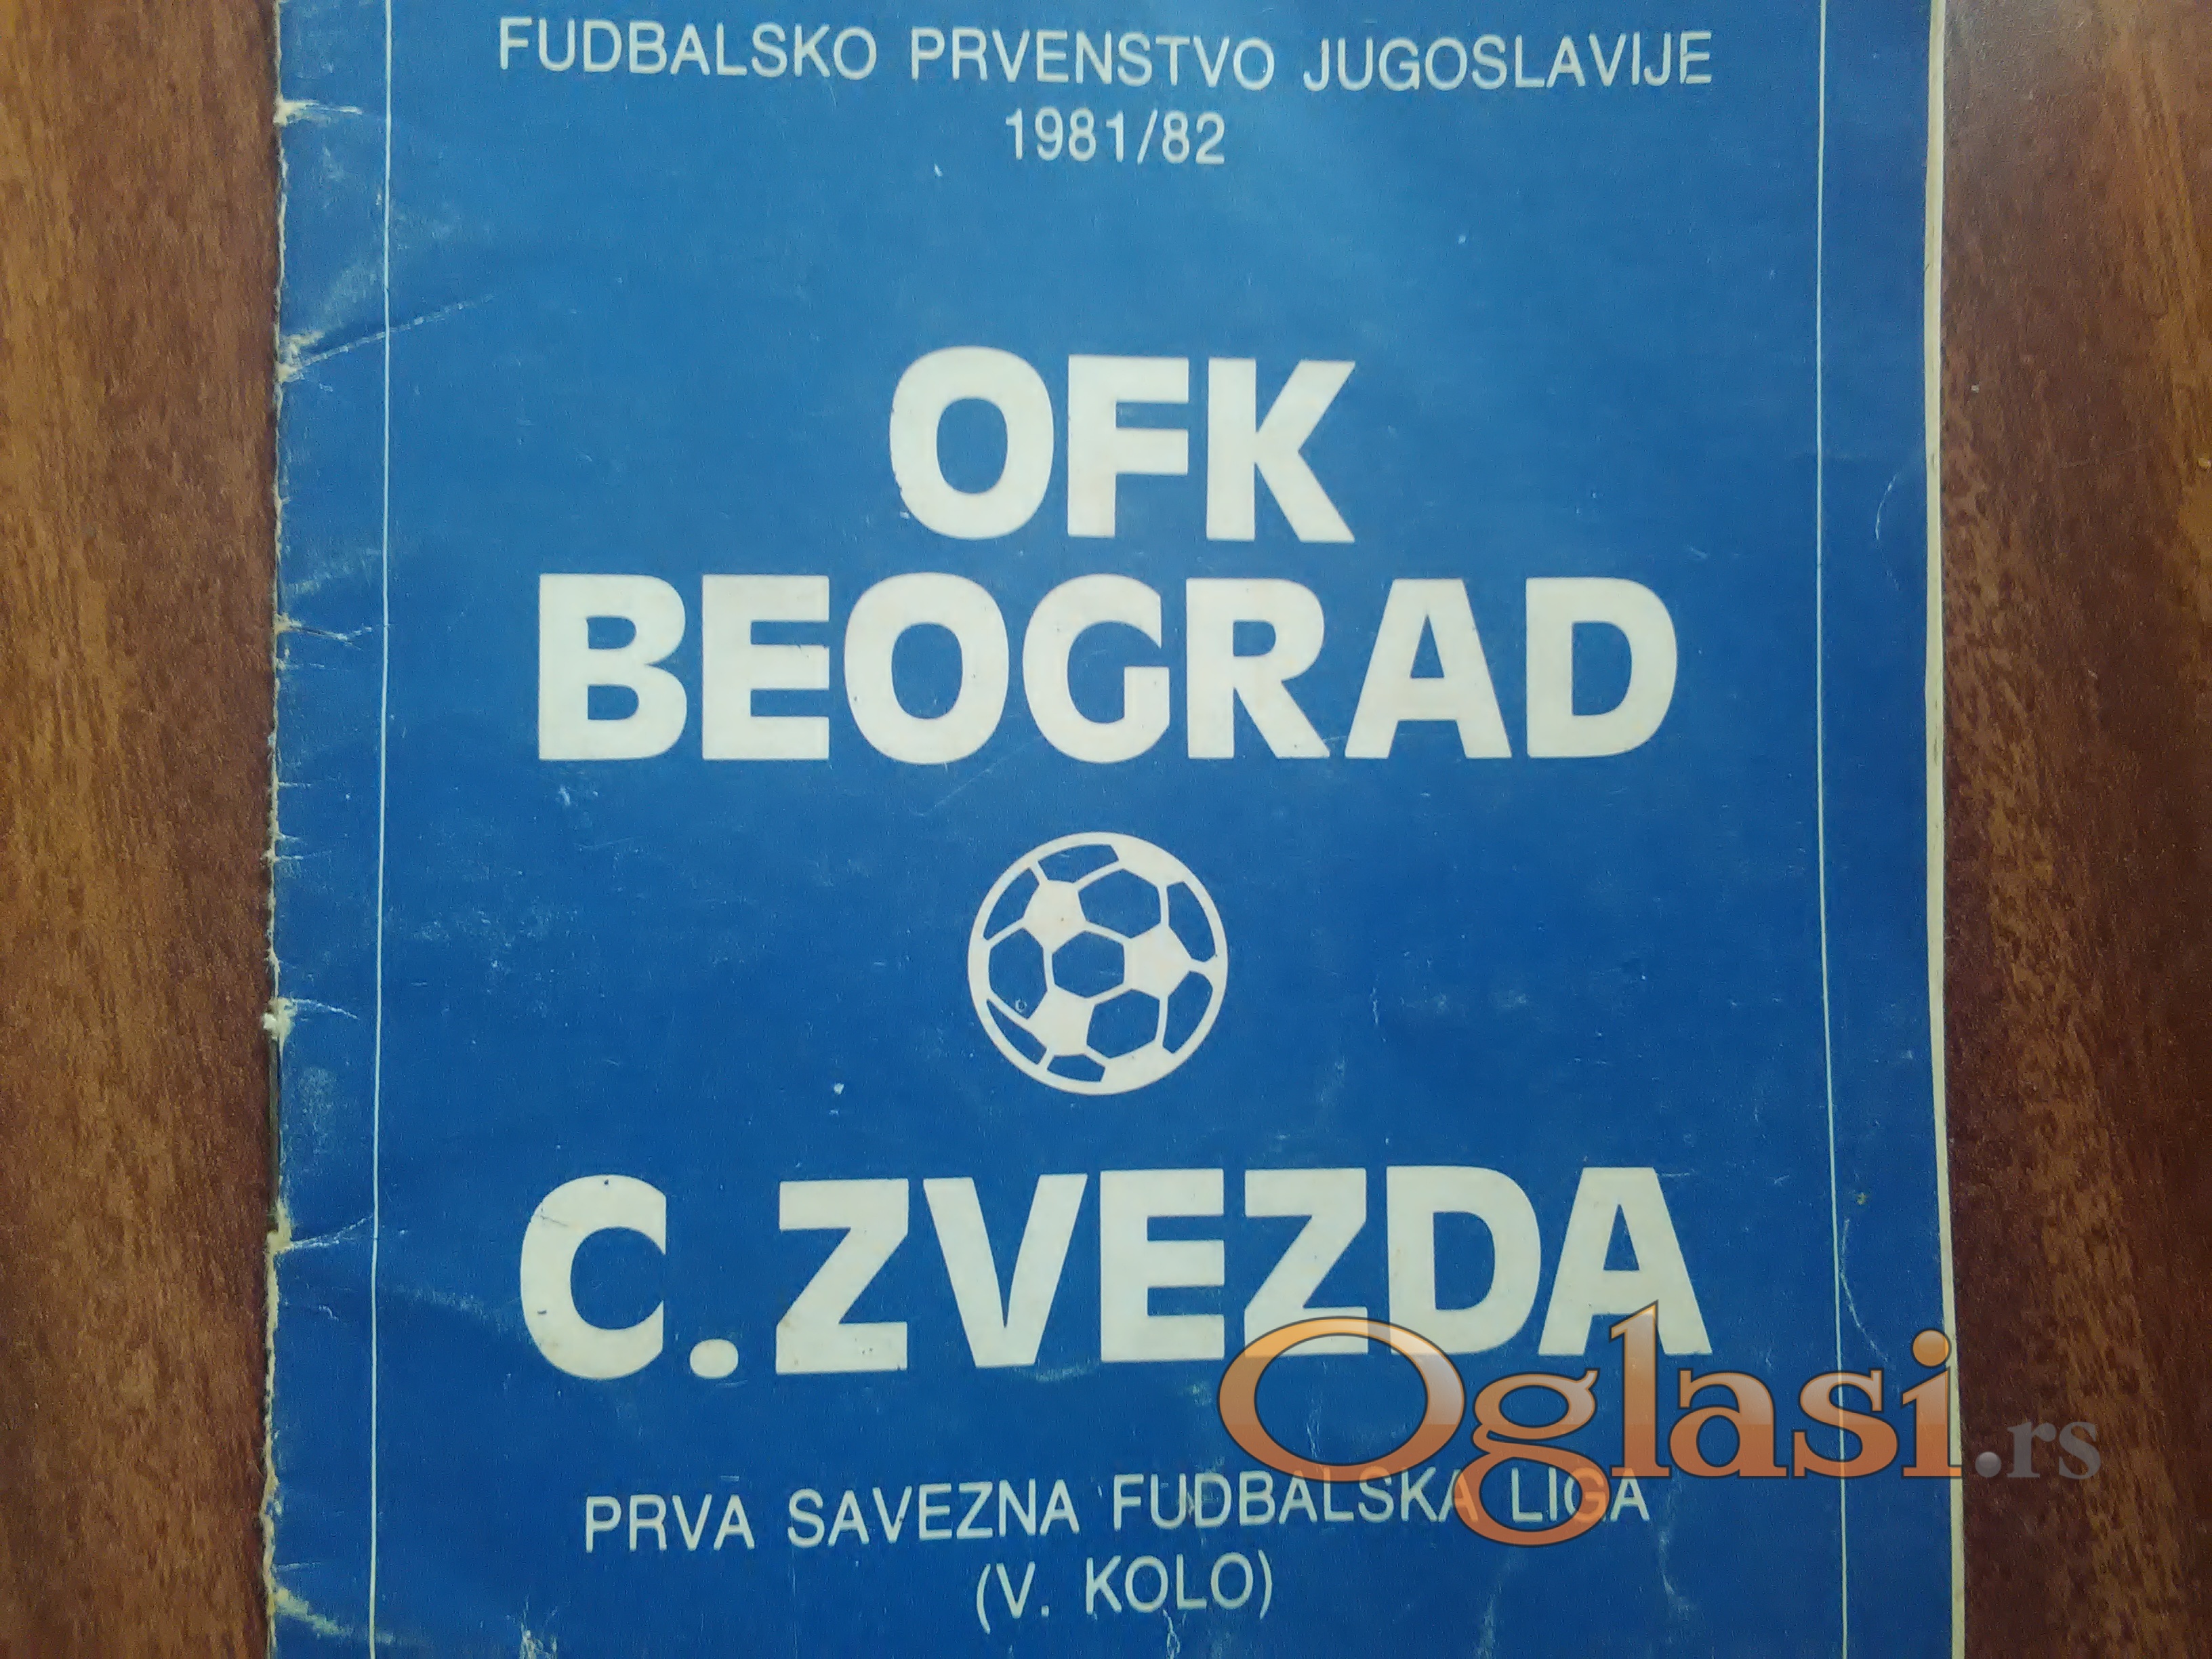 FUDBALSKO PRVENSTVO JUGOSLAVIJE
1981/82
OFK
BEOGRAD
C. ZVEZDA
Oglasi.rs
PRVA SAVEZNA FUDBALSKA LIGA
(V. KOLO)